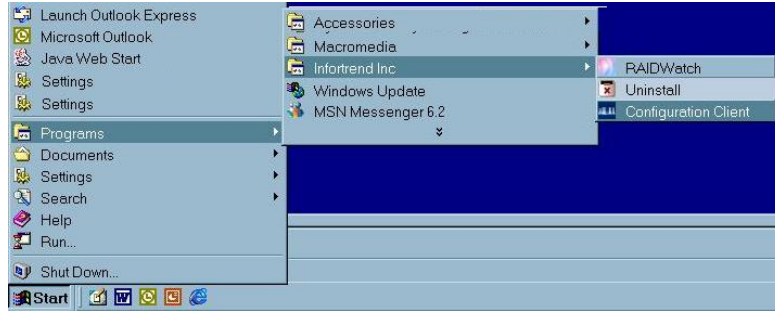 Launch Outlook Express
Microsoft Outlook
Java Web Start
Settings
Settings
Programs
Documents
Settings
Search
Help
Run...
Shut Down...
Start
Accessories
Macromedia
Infortrend Inc
Windows Update
MSN Messenger 6.2
RAIDWatch
Uninstall
Configuration Client